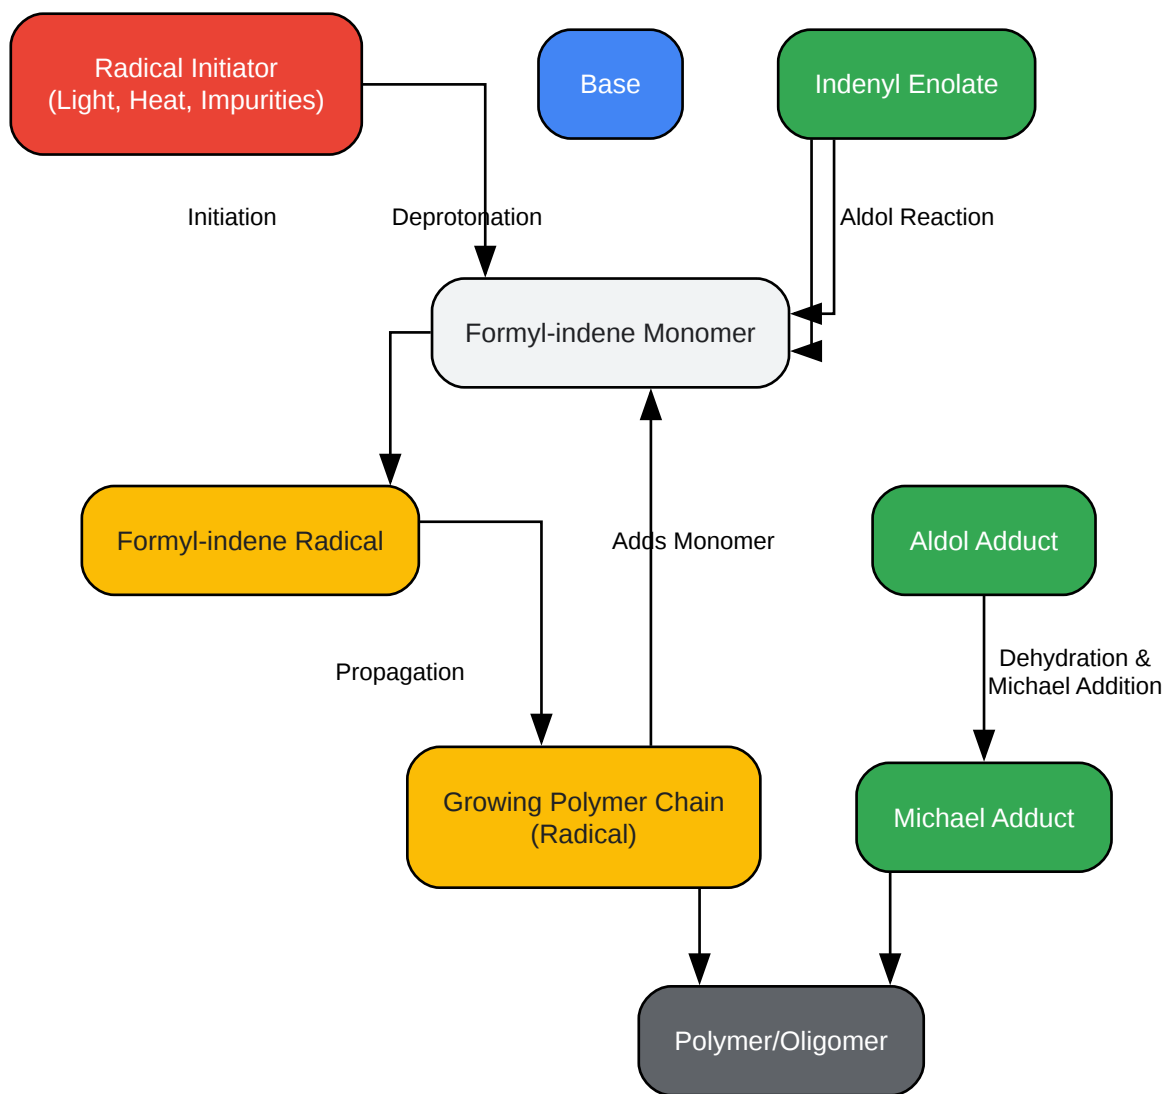 Radical Initiator
(Light, Heat, Impurities)
Base
Indenyl Enolate
Initiation
Deprotonation
Aldol Reaction
Formyl-indene Monomer
Formyl-indene Radical
Adds Monomer
Aldol Adduct
Propagation
Dehydration &
Michael Addition
Growing Polymer Chain
(Radical)
Michael Adduct
Polymer/Oligomer